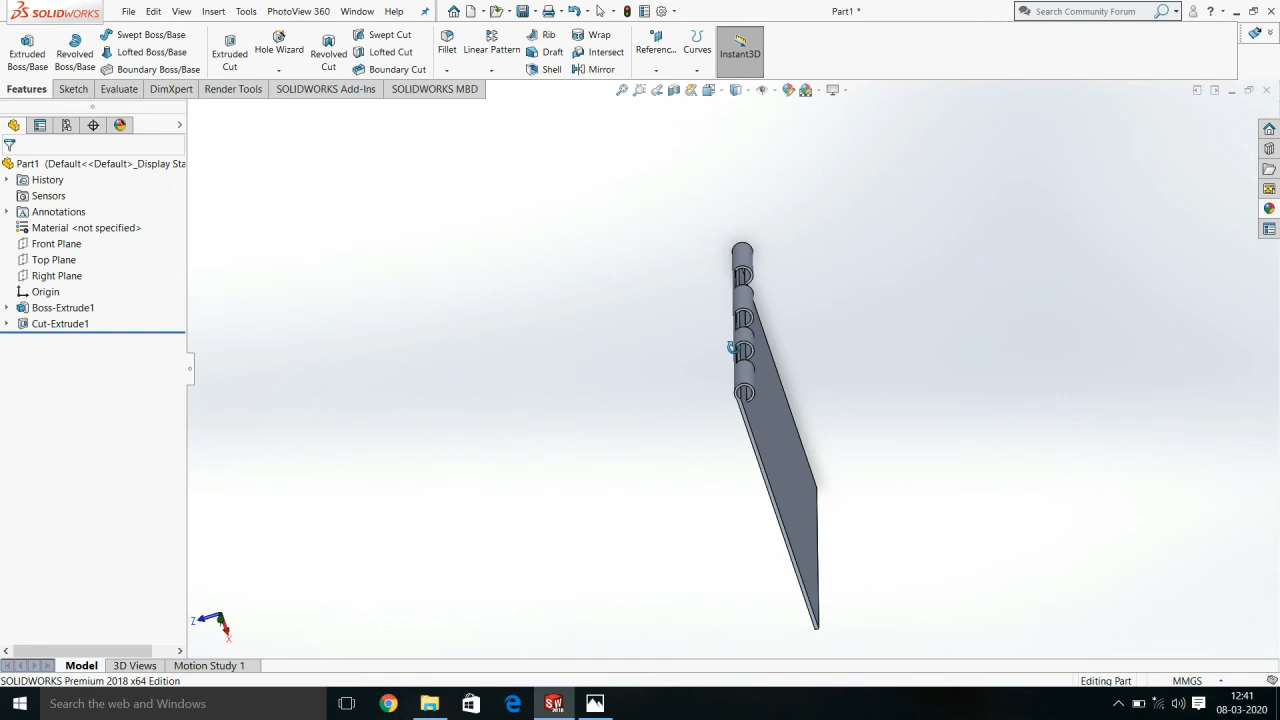 SOLIDWORKS File Edit View Insert Tools PhotoView 360 Window Help Part1 * Search Community Forum ?
Extruded Boss/Base Revolved Boss/Base Swept Boss/Base Lofted Boss/Base Boundary Boss/Base Extruded Cut Hole Wizard Revolved Cut Swept Cut Lofted Cut Boundary Cut Fillet Linear Pattern Rib Draft Shell Wrap Intersect Mirror Referenc... Curves Instant3D
Features Sketch Evaluate DimXpert Render Tools SOLIDWORKS Add-Ins SOLIDWORKS MBD
Part1 (Default<<Default>_Display Sta
History
Sensors
Annotations
Material <not specified>
Front Plane
Top Plane
Right Plane
Origin
Boss-Extrude1
Cut-Extrude1
Z
X
Model 3D Views Motion Study 1
SOLIDWORKS Premium 2018 x64 Edition Editing Part MMGS
Search the web and Windows SW 2018 12:41
08-03-2020